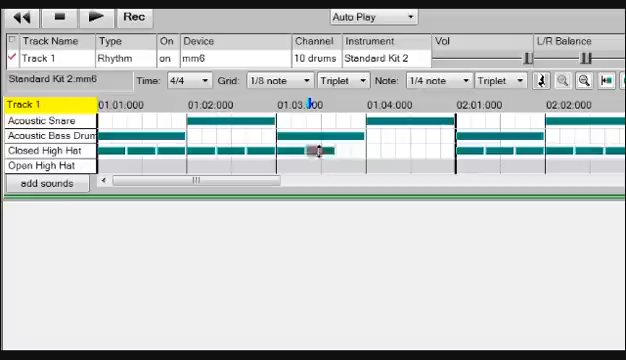 Rec Auto Play
Track Name Type On Device Channel Instrument Vol L/R Balance
Track 1 Rhythm on mm6 10 drums Standard Kit 2
Standard Kit 2:mm6 Time: 4/4 Grid: 1/8 note Triplet Note: 1/4 note Triplet
Track 1 01:01:000 01:02:000 01:03:000 01:04:000 02:01:000 02:02:000
Acoustic Snare
Acoustic Bass Drum
Closed High Hat
Open High Hat
add sounds